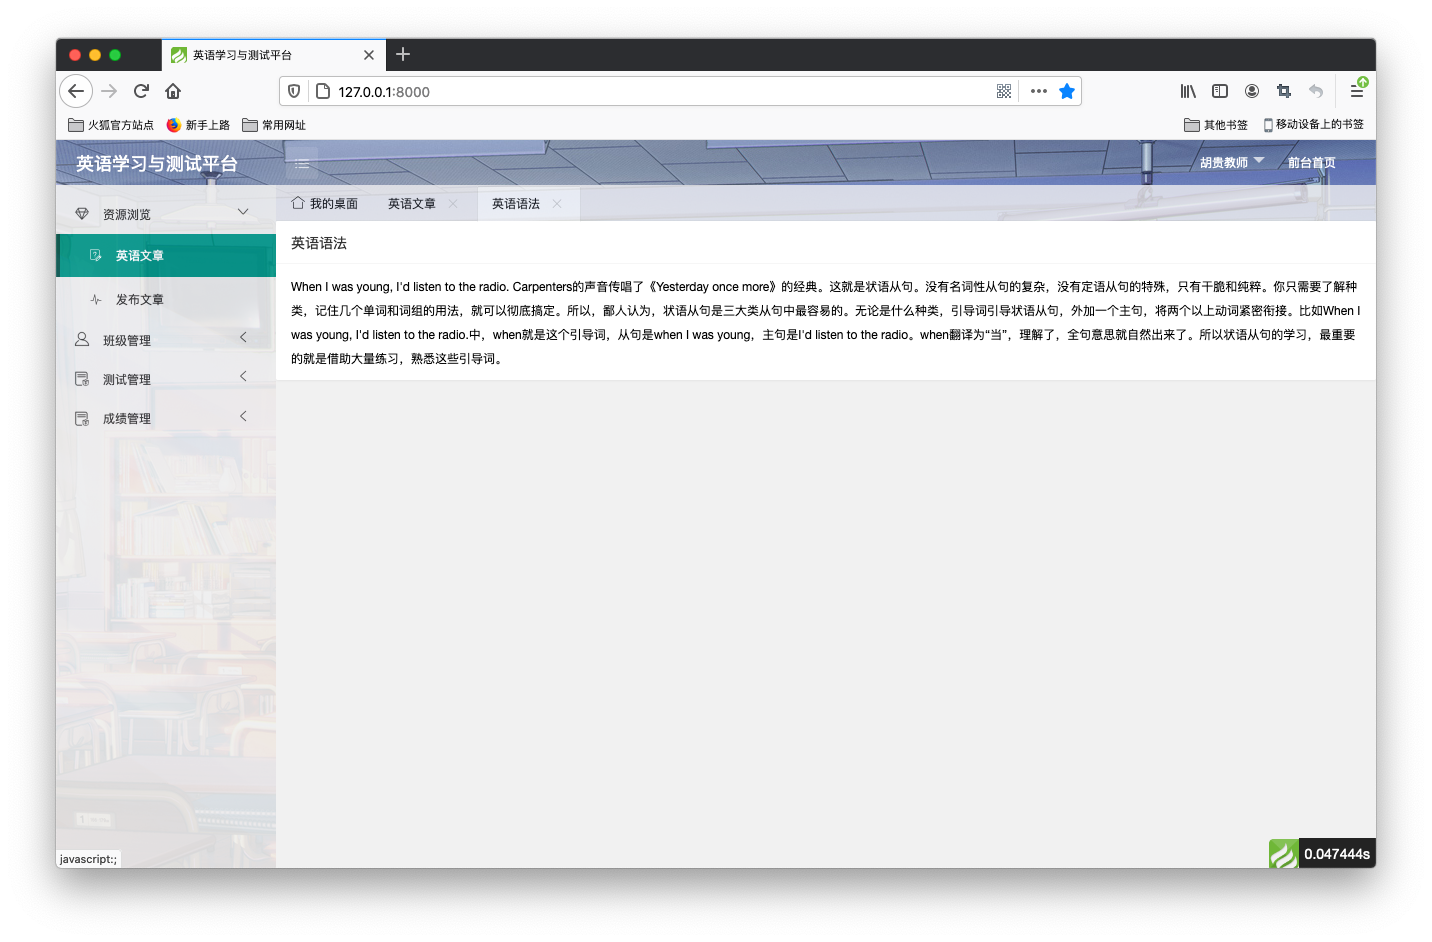 英语学习与测试平台
127.0.0.1:8000
火狐官方站点 新手上路 常用网址 其他书签 移动设备上的书签
英语学习与测试平台 胡贵教师 前台首页
资源浏览 我的桌面 英语文章 英语语法
英语文章
发布文章
班级管理
测试管理
成绩管理
英语语法
When I was young, I'd listen to the radio. Carpenters的声音传唱了《Yesterday once more》的经典。这就是状语从句。没有名词性从句的复杂，没有定语从句的特殊，只有干脆和纯粹。你只需要了解种
类，记住几个单词和词组的用法，就可以彻底搞定。所以，鄙人认为，状语从句是三大类从句中最容易的。无论是什么种类，引导词引导状语从句，外加一个主句，将两个以上动词紧密衔接。比如When I
was young, I'd listen to the radio.中，when就是这个引导词，从句是when I was young，主句是I'd listen to the radio。when翻译为“当”，理解了，全句意思就自然出来了。所以状语从句的学习，最重要
的就是借助大量练习，熟悉这些引导词。
javascript:;
0.047444s